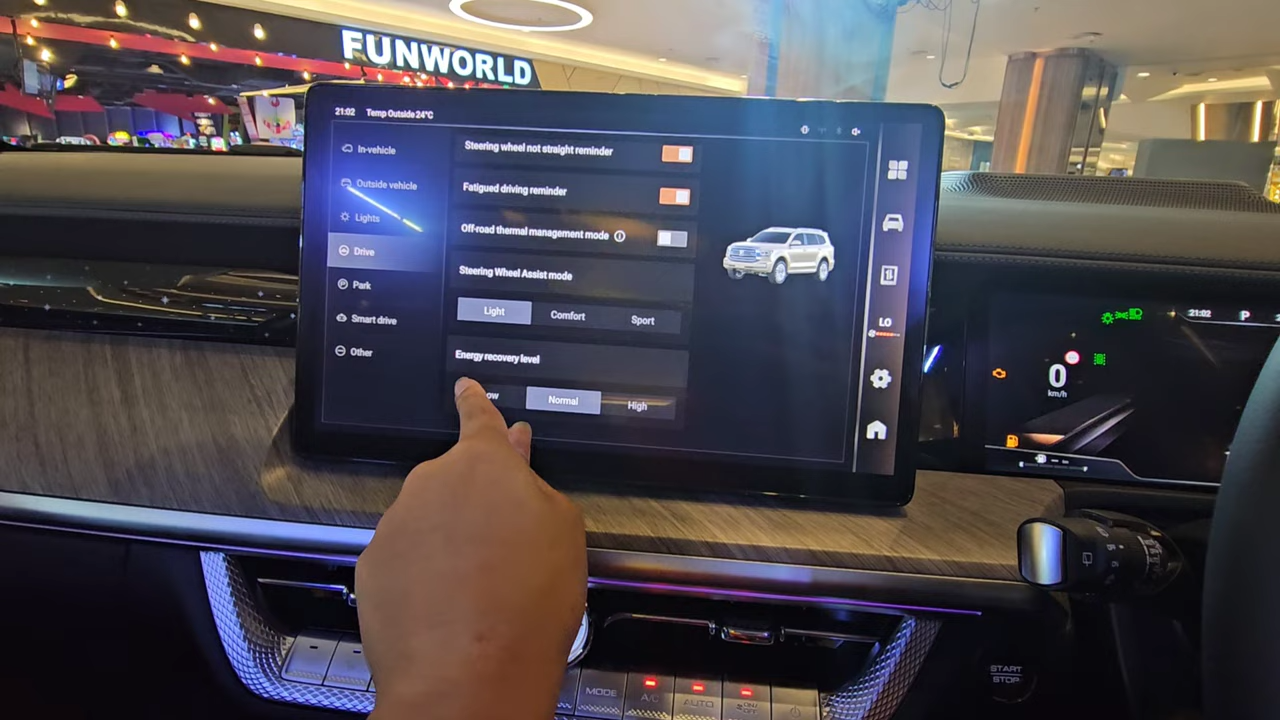 FUNWORLD
21:02 Temp Outside 24°C
In-vehicle
Outside vehicle
Lights
Drive
Park
Smart drive
Other
Steering wheel not straight reminder
Fatigued driving reminder
Off-road thermal management mode
Steering Wheel Assist mode
Light Comfort Sport
Energy recovery level
Normal High
LO
21:02 P
0
km/h
START
STOP
MODE
A/C
AUTO
ON/
OFF